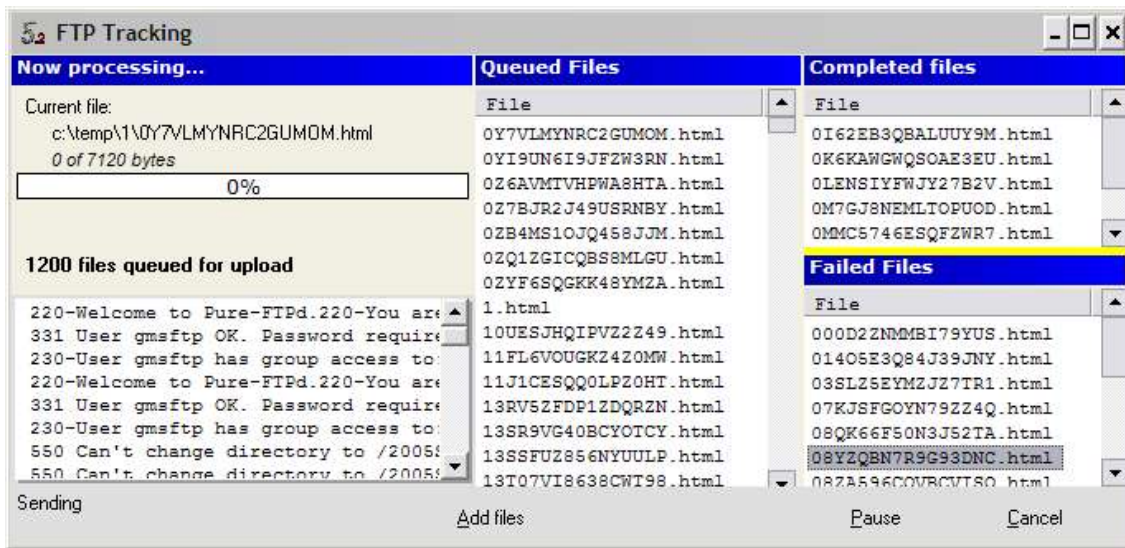 FTP Tracking
Now processing...
Current file:
c:\temp\1\0Y7VLMYNRC2GUMOM.html
0 of 7120 bytes
0%
1200 files queued for upload
220-Welcome to Pure-FTPd.220-You are
331 User gmsftp OK. Password require
230-User gmsftp has group access to:
220-Welcome to Pure-FTPd.220-You are
331 User gmsftp OK. Password require
230-User gmsftp has group access to:
550 Can't change directory to /2005S
550 Can't change directory to /2005S
Sending
Queued Files
File
0Y7VLMYNRC2GUMOM.html
0YI9UN6I9JFZW3RN.html
0Z6AVMTVHPWA8HTA.html
0Z7BJR2J49USRNBY.html
0ZB4MS1OJQ458JJM.html
0ZQ1ZGICQBS8MLGU.html
0ZYF6SQGKK48YMZA.html
1.html
10UESJHQIPVZ2Z49.html
11FL6VOUGKZ4Z0MW.html
11J1CESQQ0LPZ0HT.html
13RV5ZFDP1ZDQRZN.html
13SR9VG40BCYOTCY.html
13SSFUZ856NYUULP.html
13T07VI8638CWT98.html
Completed files
File
0I62EB3QBALUUY9M.html
0K6KAWGWQSOAE3EU.html
0LENSIYFWJY27B2V.html
0M7GJ8NEMLTOPUOD.html
0MMC5746ESQFZWR7.html
Failed Files
File
000D2ZNMMBI79YUS.html
014O5E3Q84J39JNY.html
03SLZ5EYMZJZ7TR1.html
07KJSFGOYN79ZZ4Q.html
08QK66F50N3J52TA.html
08YZQBN7R9G93DNC.html
08ZA596COVBCVISO.html
Add files
Pause
Cancel